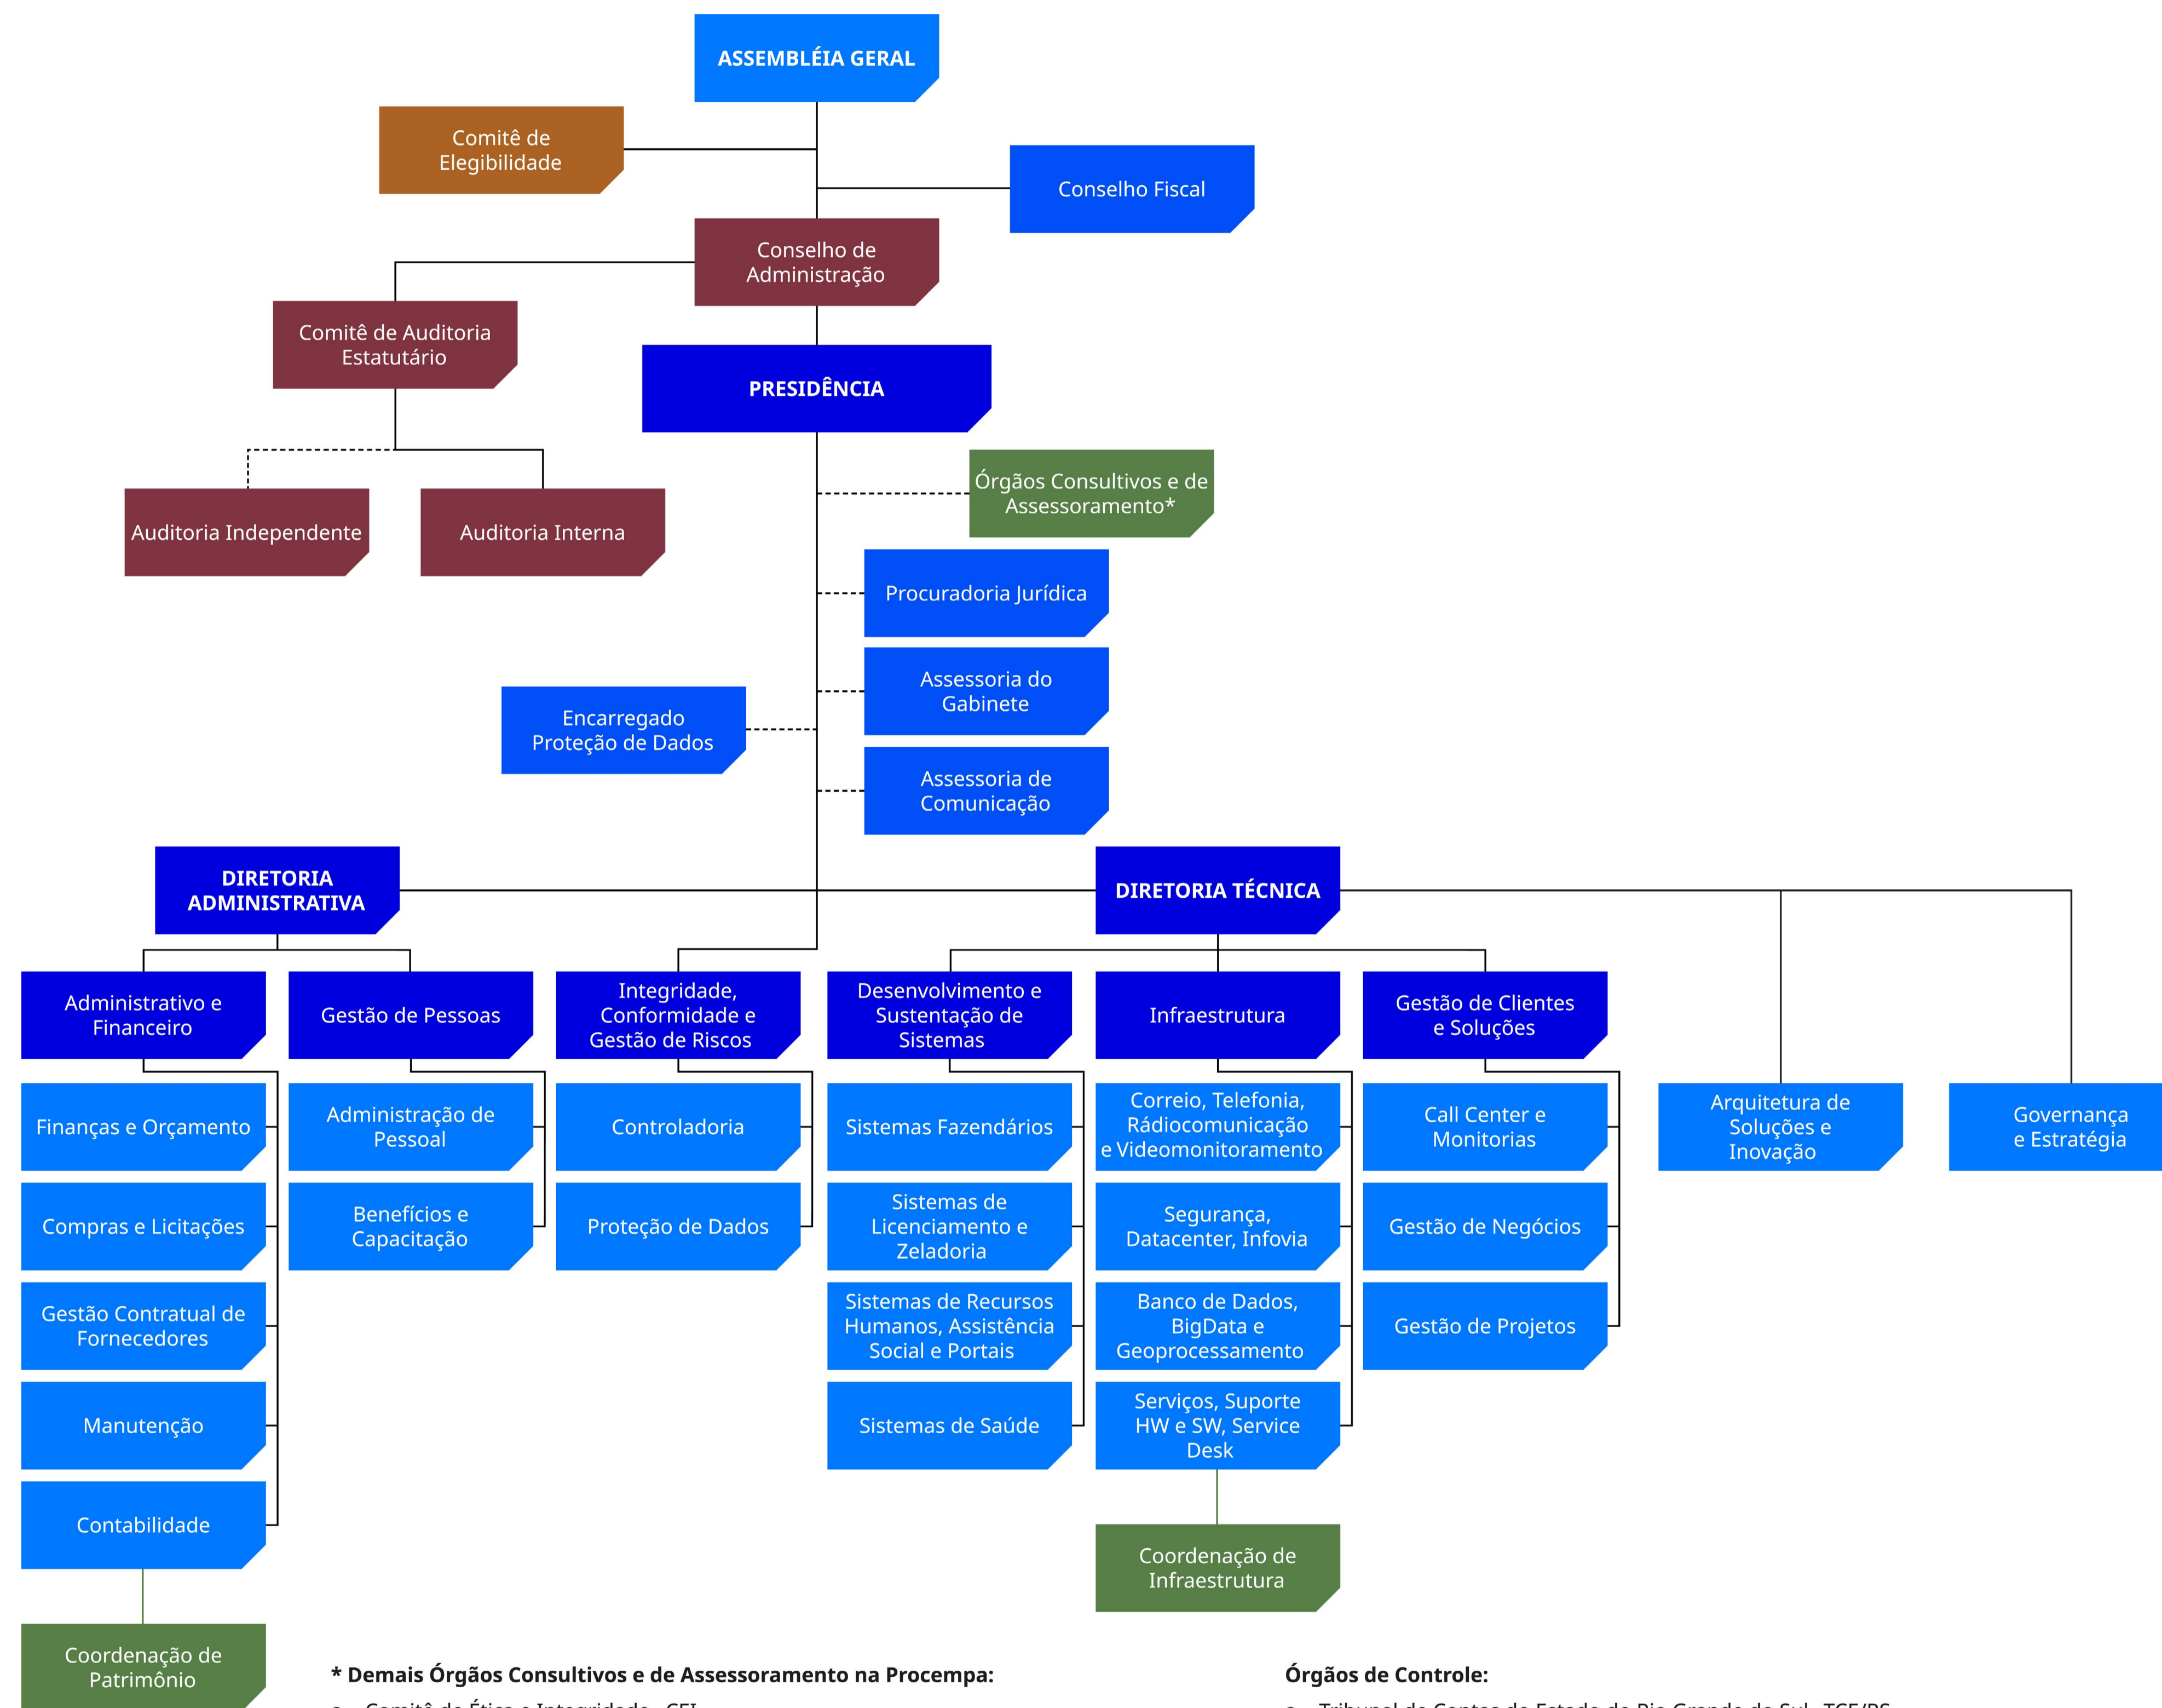 ASSEMBLÉIA GERAL
Comitê de
Elegibilidade
Conselho Fiscal
Conselho de
Administração
Comitê de Auditoria
Estatutário
PRESIDÊNCIA
Órgãos Consultivos e de
Assessoramento*
Auditoria Independente
Auditoria Interna
Procuradoria Jurídica
Assessoria do
Gabinete
Encarregado
Proteção de Dados
Assessoria de
Comunicação
DIRETORIA
ADMINISTRATIVA
DIRETORIA TÉCNICA
Administrativo e
Financeiro
Gestão de Pessoas
Integridade,
Conformidade e
Gestão de Riscos
Desenvolvimento e
Sustentação de
Sistemas
Infraestrutura
Gestão de Clientes
e Soluções
Finanças e Orçamento
Administração de
Pessoal
Controladoria
Sistemas Fazendários
Correio, Telefonia,
Rádiocomunicação
e Videomonitoramento
Call Center e
Monitorias
Arquitetura de
Soluções e
Inovação
Governança
e Estratégia
Compras e Licitações
Benefícios e
Capacitação
Proteção de Dados
Sistemas de
Licenciamento e
Zeladoria
Segurança,
Datacenter, Infovia
Gestão de Negócios
Gestão Contratual de
Fornecedores
Sistemas de Recursos
Humanos, Assistência
Social e Portais
Banco de Dados,
BigData e
Geoprocessamento
Gestão de Projetos
Manutenção
Sistemas de Saúde
Serviços, Suporte
HW e SW, Service
Desk
Contabilidade
Coordenação de
Infraestrutura
Coordenação de
Patrimônio
* Demais Órgãos Consultivos e de Assessoramento na Procempa:
Órgãos de Controle: